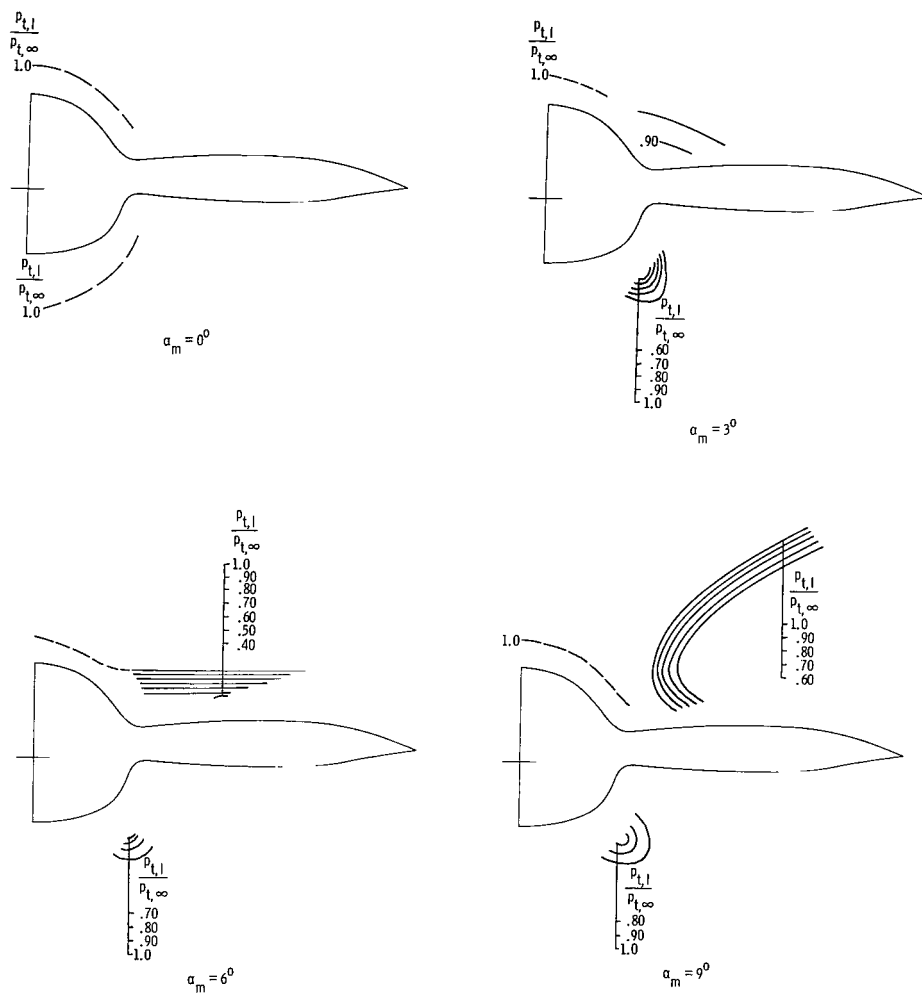 p_t,l
p_t,∞
1.0
p_t,l
p_t,∞
1.0
α_m = 0°
p_t,l
p_t,∞
1.0
.90
p_t,l
p_t,∞
.60
.70
.80
.90
1.0
α_m = 3°
p_t,l
p_t,∞
1.0
.90
.80
.70
.60
.50
.40
p_t,l
p_t,∞
.70
.80
.90
1.0
α_m = 6°
1.0
p_t,l
p_t,∞
1.0
.90
.80
.70
.60
p_t,l
p_t,∞
.80
.90
1.0
α_m = 9°